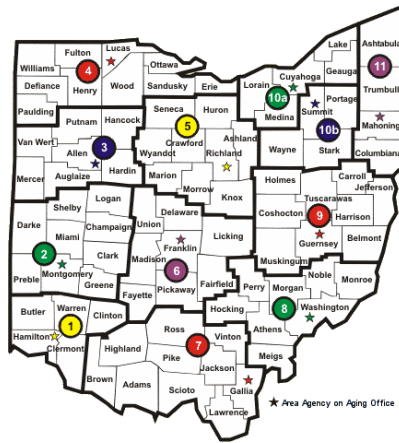 Lake
Ashtabula
Fulton
Lucas
Williams
4
Ottawa
Cuyahoga
Geauga
11
Defiance
Henry
Wood
Sandusky
Erie
Lorain
10a
Trumbull
Paulding
Medina
Summit
Portage
Putnam
Hancock
Seneca
Huron
Mahoning
5
10b
Van Wert
Allen
3
Wyandot
Crawford
Richland
Ashland
Wayne
Stark
Columbiana
Mercer
Auglaize
Hardin
Marion
Morrow
Knox
Holmes
Carroll
Jefferson
Logan
Shelby
Tuscarawas
Delaware
Union
Coshocton
9
Harrison
Darke
Champaign
Miami
Licking
Franklin
Guernsey
Belmont
2
Clark
Madison
6
Muskingum
Montgomery
Preble
Greene
Fairfield
Pickaway
Fayette
Perry
Morgan
Noble
Monroe
Butler
Warren
Clinton
1
Hocking
8
Washington
Hamilton
Clermont
Ross
Athens
7
Vinton
Highland
Pike
Meigs
Jackson
Brown
Adams
Scioto
Gallia
Lawrence
Area Agency on Aging Office